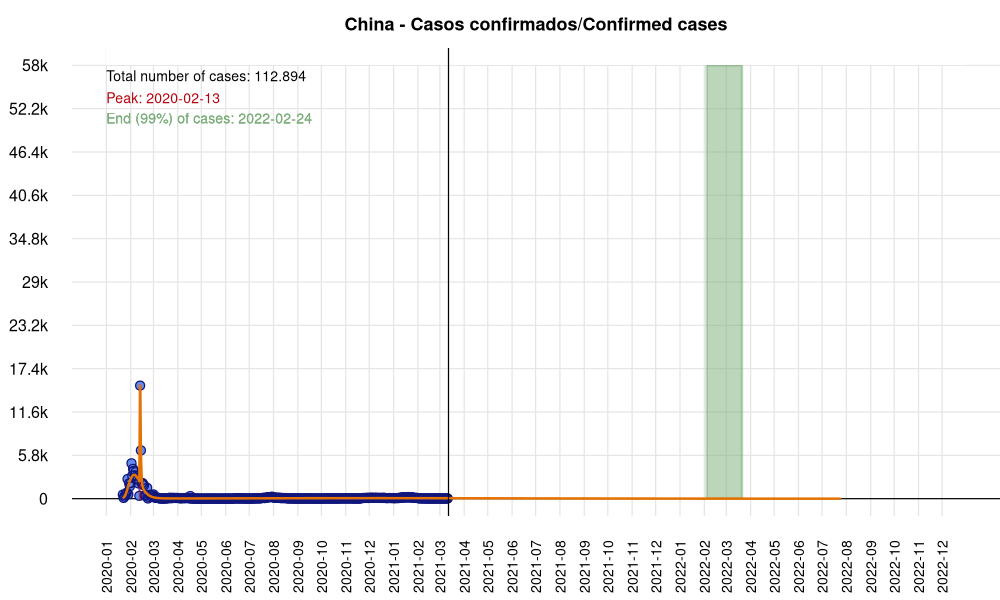 China - Casos confirmados/Confirmed cases
Total number of cases: 112.894
Peak: 2020-02-13
End (99%) of cases: 2022-02-24
58k
52.2k
46.4k
40.6k
34.8k
29k
23.2k
17.4k
11.6k
5.8k
0
2020-01
2020-02
2020-03
2020-04
2020-05
2020-06
2020-07
2020-08
2020-09
2020-10
2020-11
2020-12
2021-01
2021-02
2021-03
2021-04
2021-05
2021-06
2021-07
2021-08
2021-09
2021-10
2021-11
2021-12
2022-01
2022-02
2022-03
2022-04
2022-05
2022-06
2022-07
2022-08
2022-09
2022-10
2022-11
2022-12